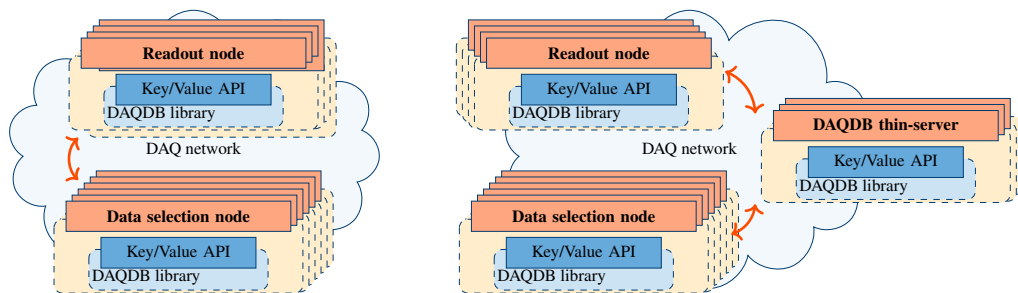 Readout node
Key/Value API
DAQDB library
DAQ network
Data selection node
Key/Value API
DAQDB library
Readout node
Key/Value API
DAQDB library
DAQ network
Data selection node
Key/Value API
DAQDB library
DAQDB thin-server
Key/Value API
DAQDB library